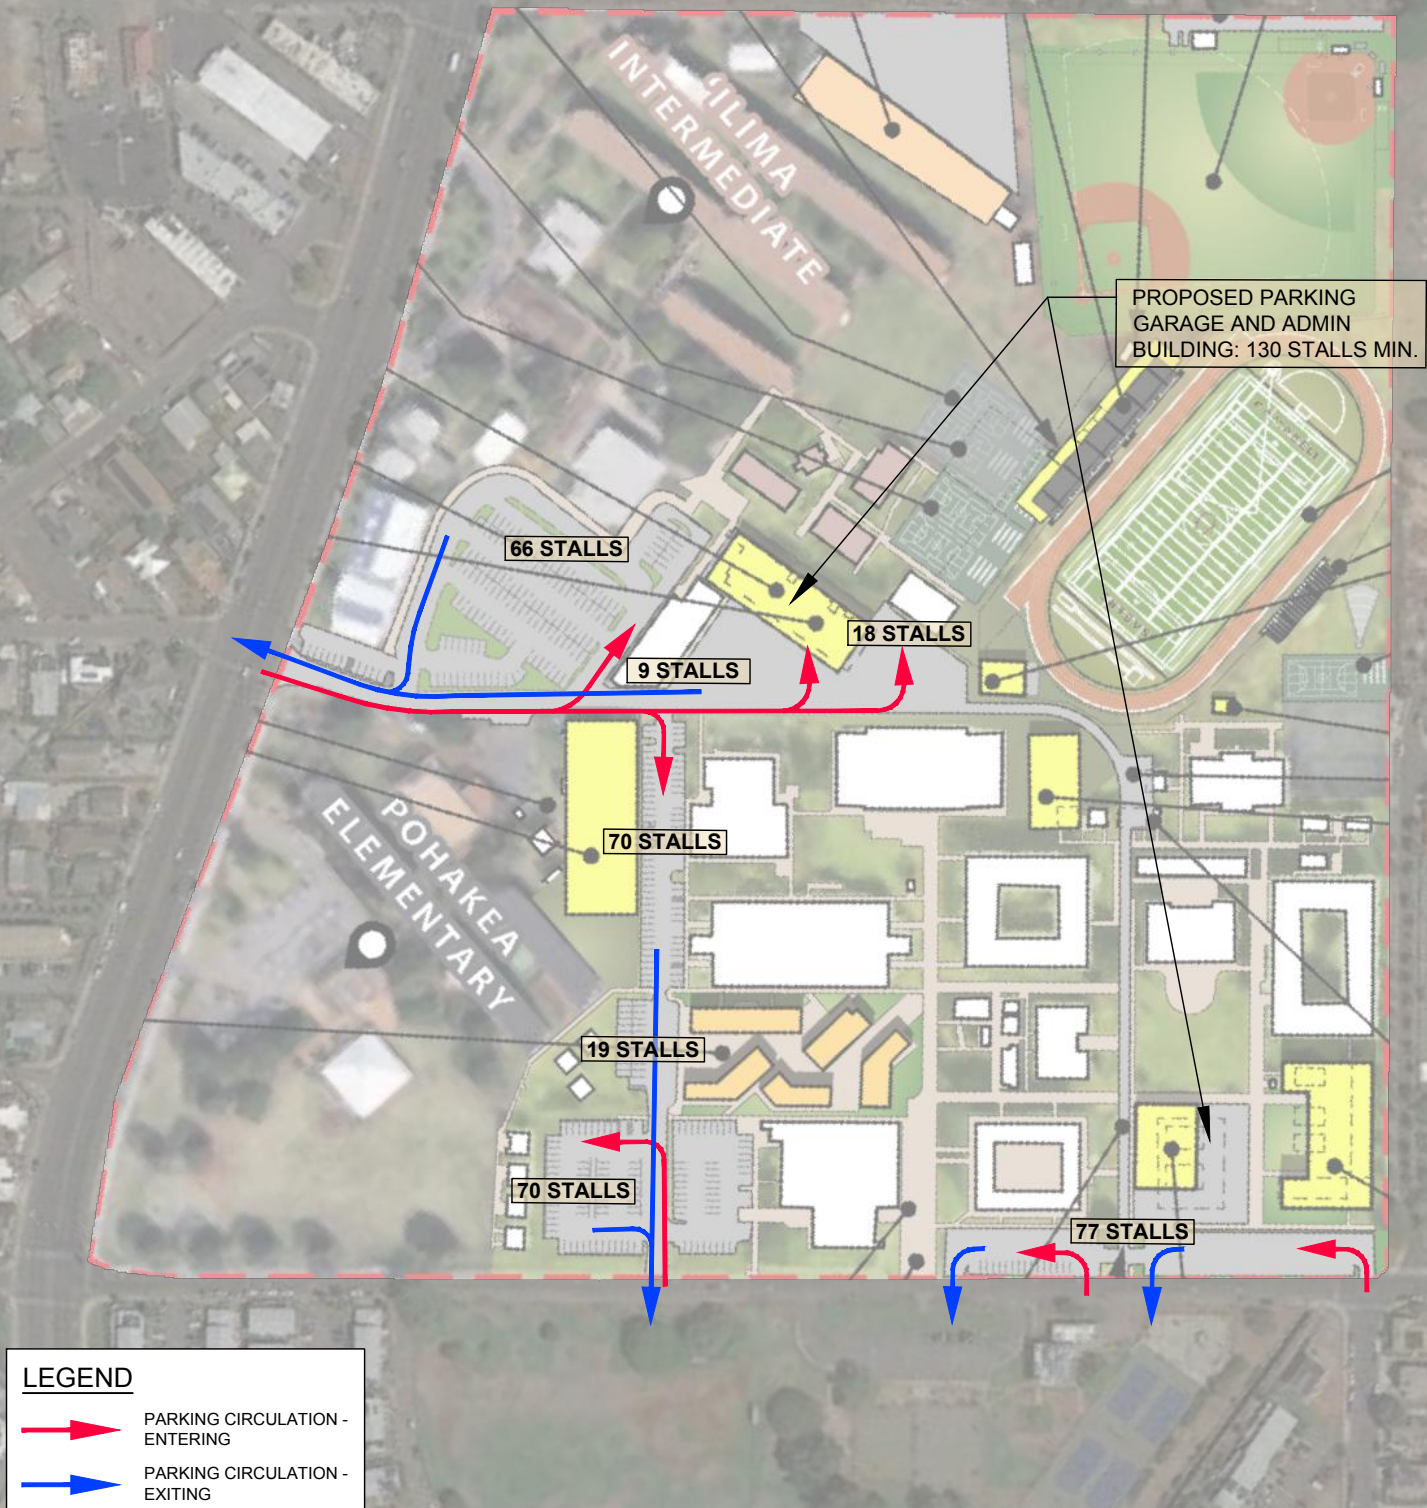 ʻILIMA
INTERMEDIATE
PROPOSED PARKING
GARAGE AND ADMIN
BUILDING: 130 STALLS MIN.
66 STALLS
18 STALLS
9 STALLS
POHAKEA
ELEMENTARY
70 STALLS
19 STALLS
70 STALLS
77 STALLS
LEGEND
PARKING CIRCULATION -
ENTERING
PARKING CIRCULATION -
EXITING